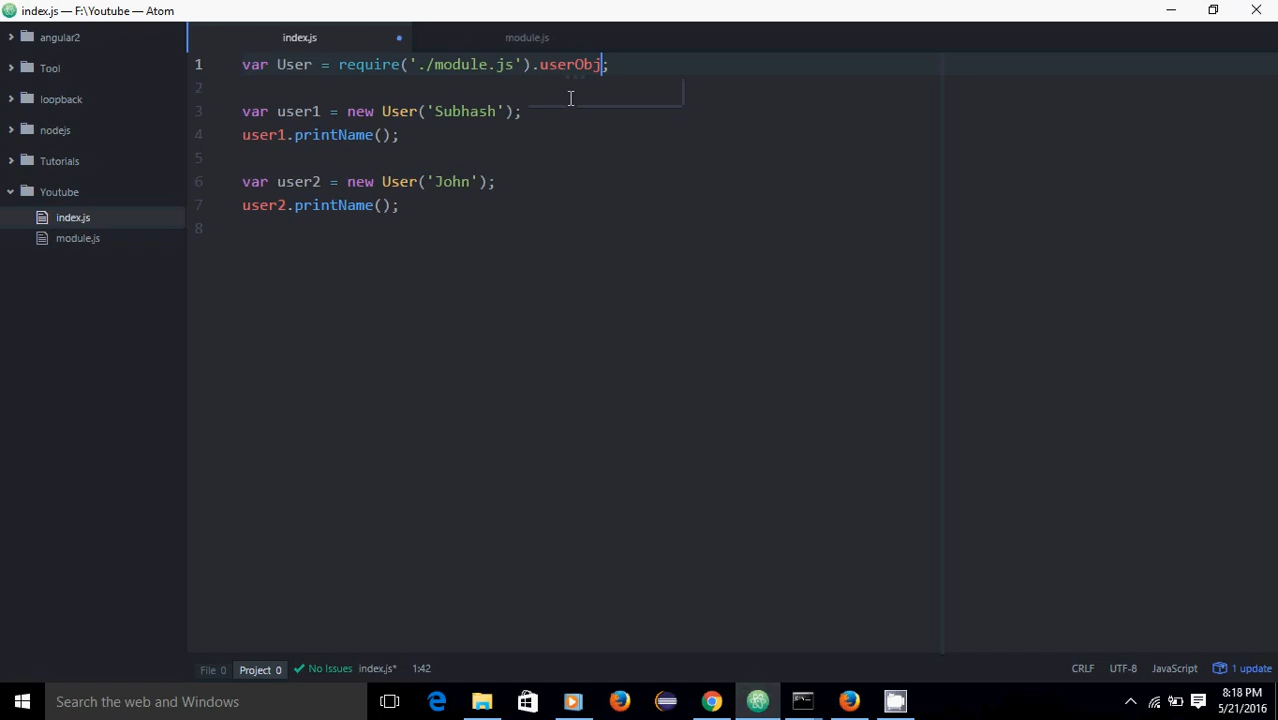 index.js — F:\Youtube — Atom
angular2
Tool
loopback
nodejs
Tutorials
Youtube
index.js
module.js
index.js
module.js
1 var User = require('./module.js').userObj;
2
3 var user1 = new User('Subhash');
4 user1.printName();
5
6 var user2 = new User('John');
7 user2.printName();
8
File 0 Project 0 No Issues index.js* 1:42 CRLF UTF-8 JavaScript 1 update
Search the web and Windows
8:18 PM
5/21/2016